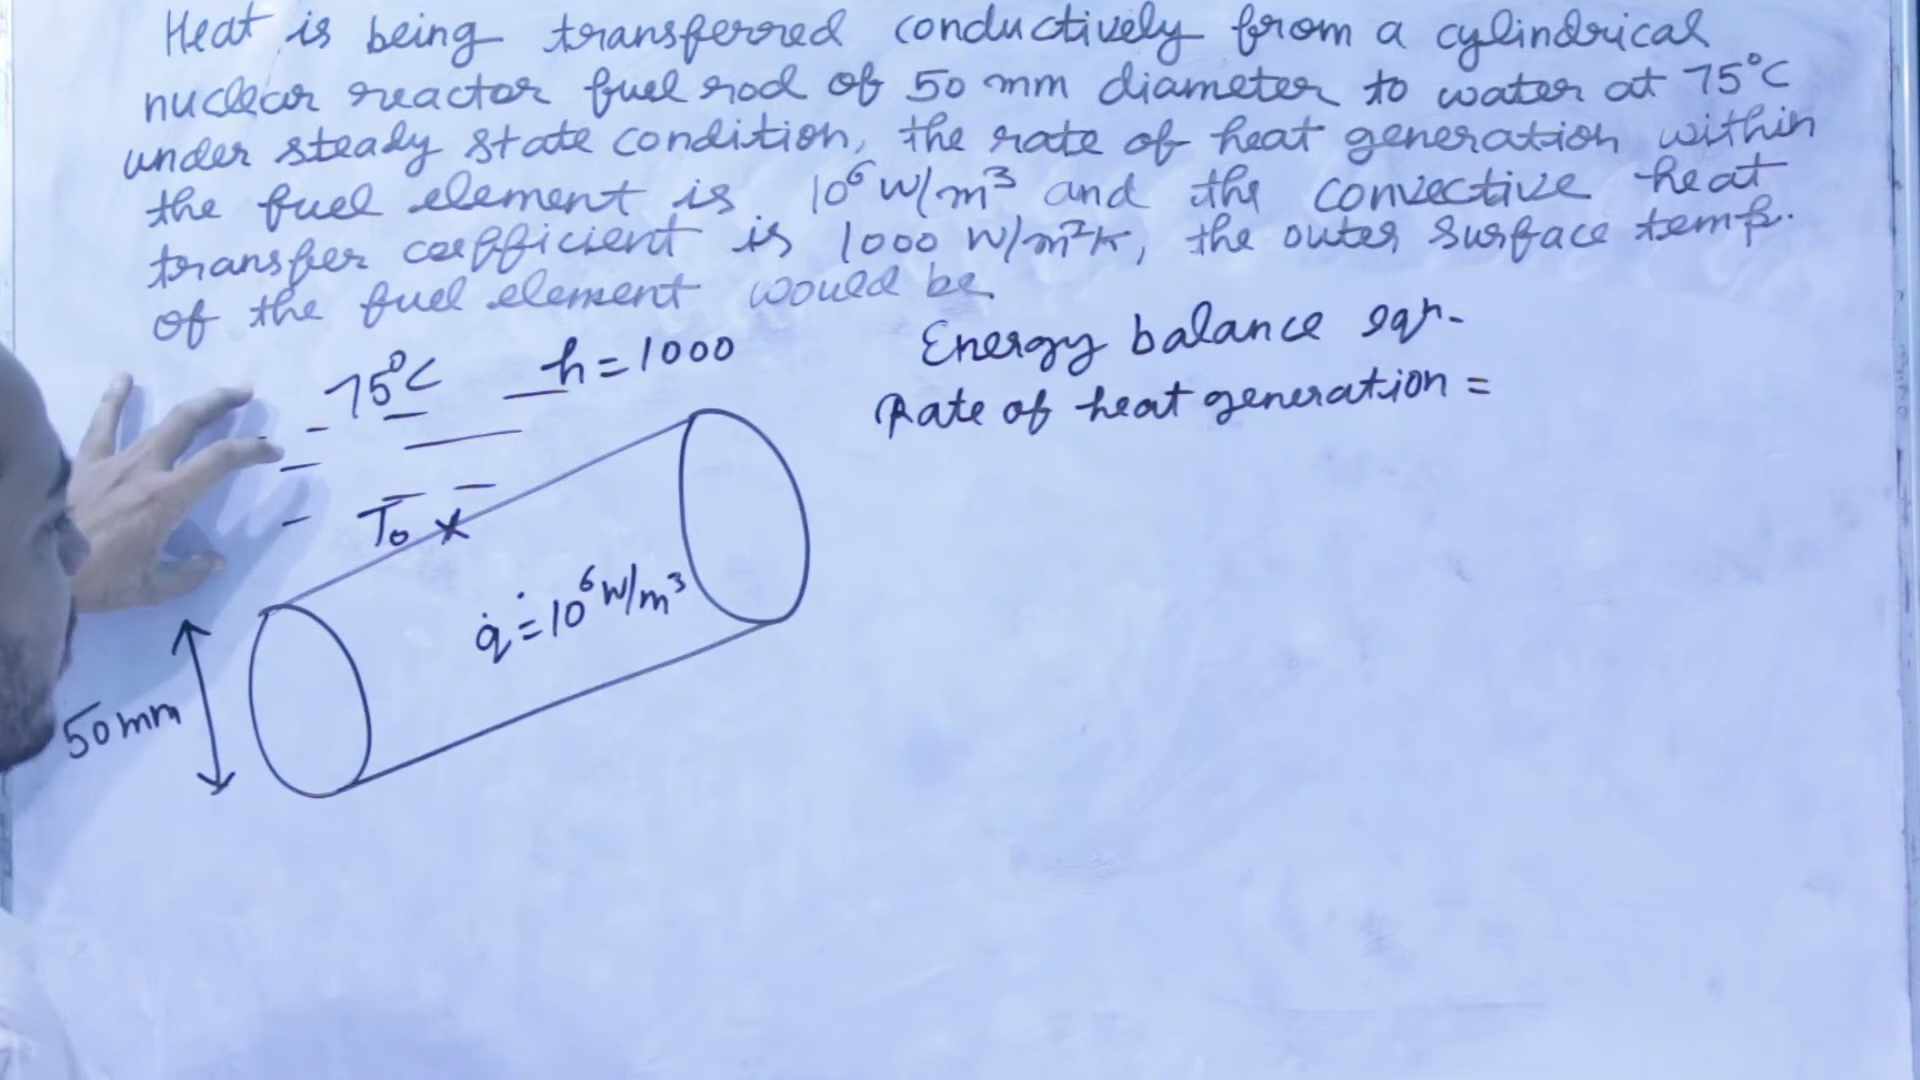 Heat is being transferred conductively from a cylindrical
nuclear reactor fuel rod of 50 mm diameter to water at 75°C
under steady state condition, the rate of heat generation within
the fuel element is 10⁶ W/m³ and the convective heat
transfer coefficient is 1000 W/m²K, the outer surface temp.
of the fuel element would be.
Energy balance eqn.
75°C h = 1000
Rate of heat generation =
T₀
q̇ = 10⁶ W/m³
50 mm